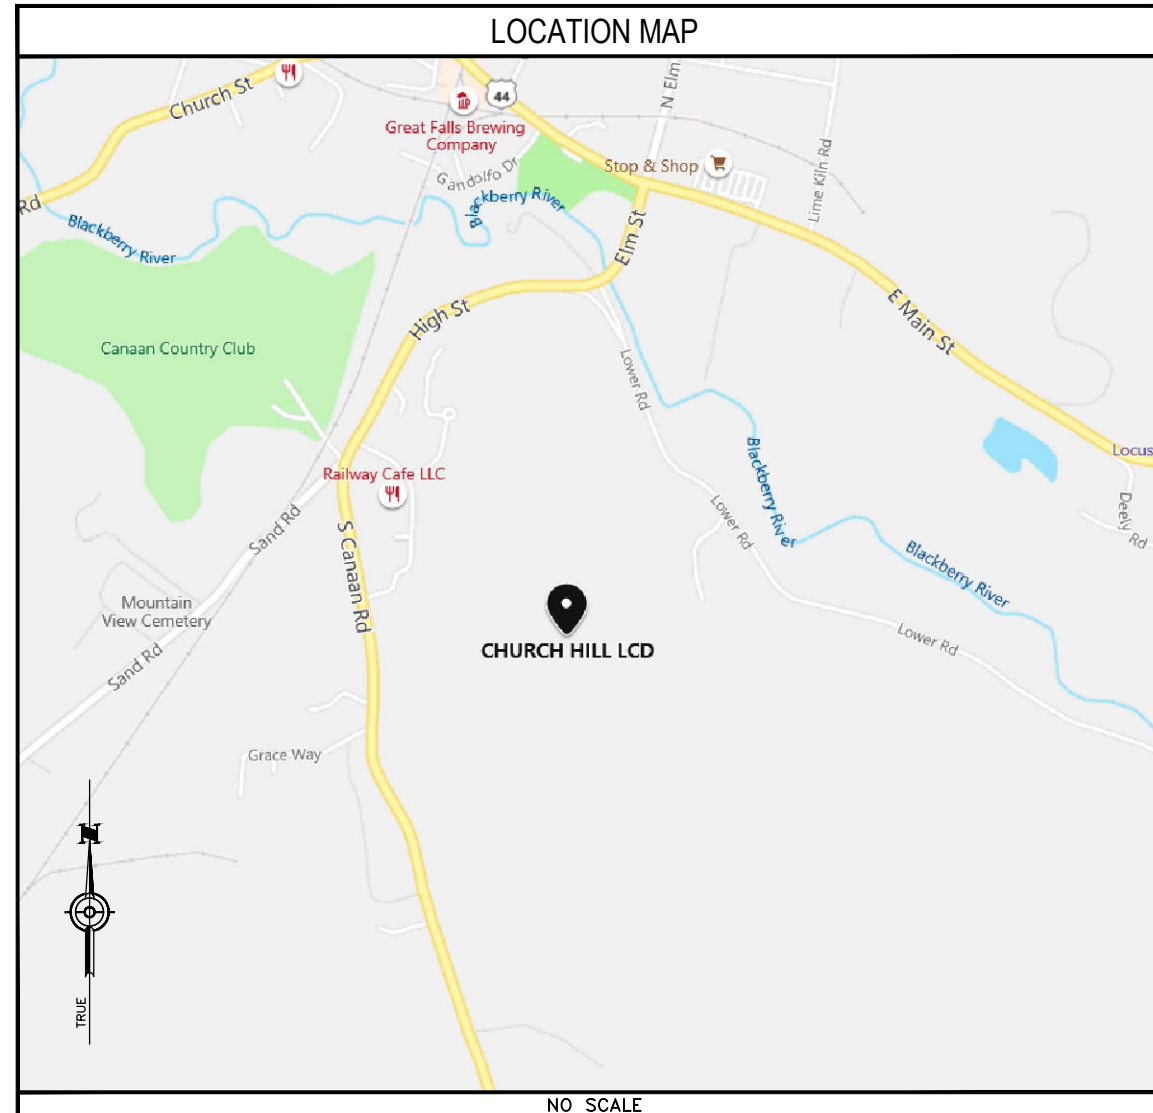 LOCATION MAP
Church St
44
N Elm
Great Falls Brewing
Company
Gandolfo Dr
Stop & Shop
Lime Kiln Rd
Rd
Blackberry River
Blackberry River
Elm St
E Main St
High St
Canaan Country Club
Lower Rd
Railway Cafe LLC
Blackberry River
Locus
Sand Rd
S Canaan Rd
Lower Rd
Deely Rd
Blackberry River
Mountain
View Cemetery
CHURCH HILL LCD
Lower Rd
Sand Rd
Grace Way
N
TRUE
NO SCALE